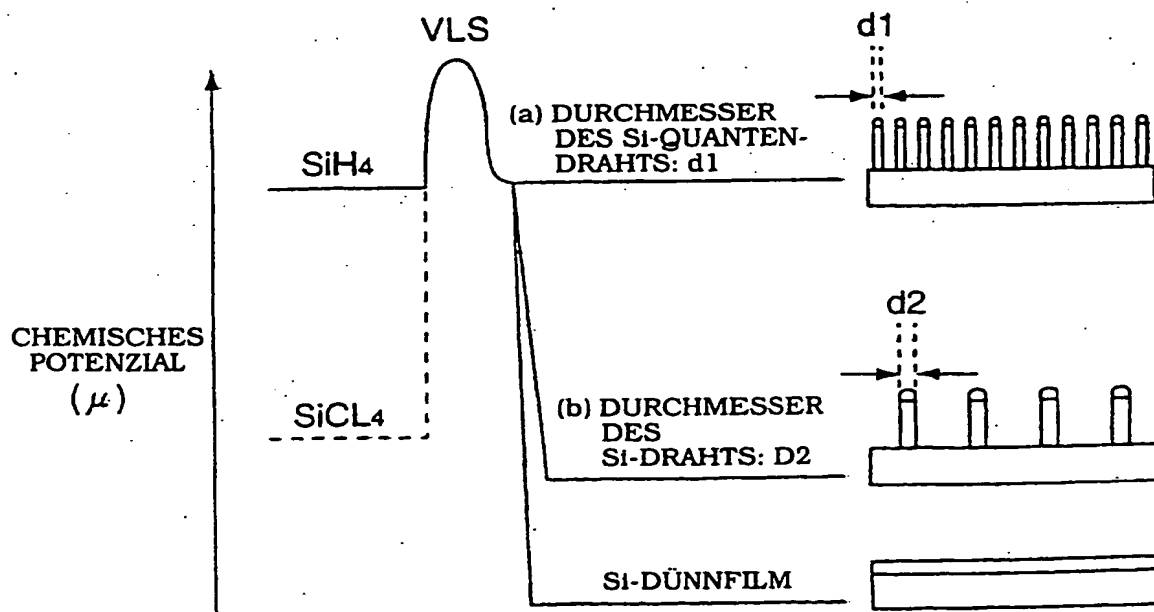 VLS
d1
(a) DURCHMESSER
DES Si-QUANTEN-
DRAHTS: d1
SiH4
d2
CHEMISCHES
POTENZIAL
(μ)
SiCL4
(b) DURCHMESSER
DES
Si-DRAHTS: D2
Si-DÜNNFILM